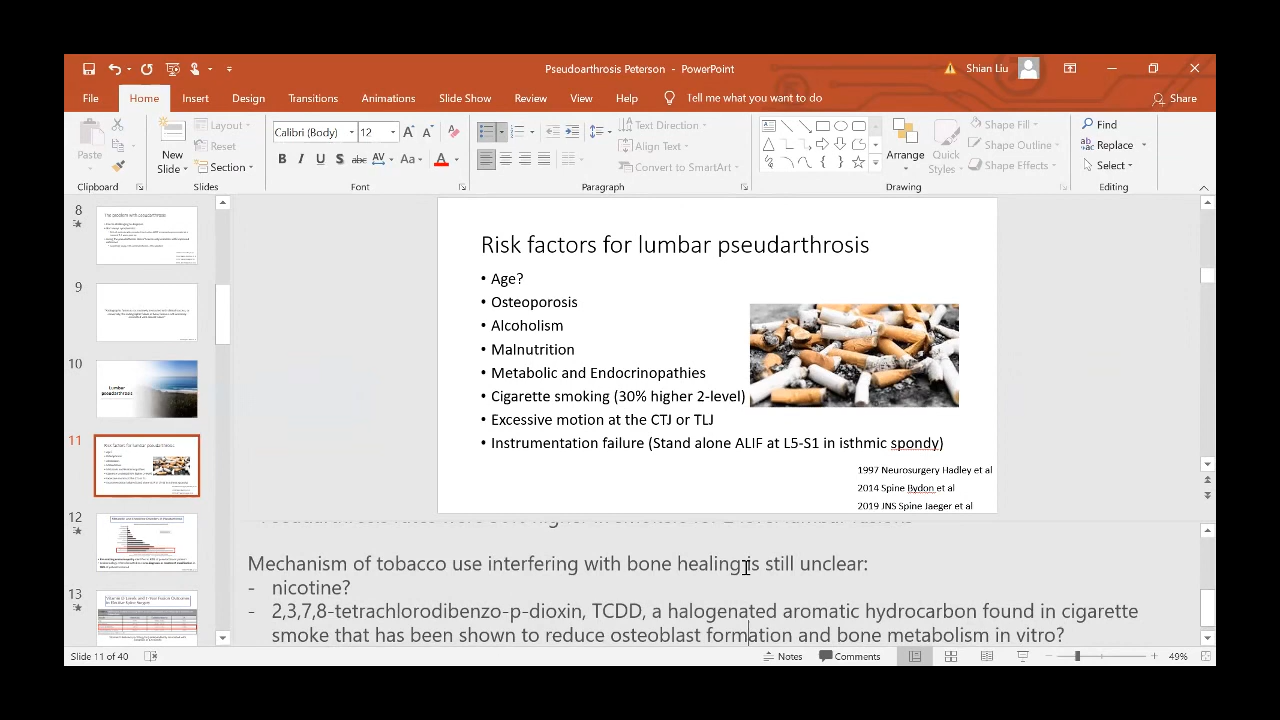 Pseudoarthrosis Peterson - PowerPoint
Shian Liu
File Home Insert Design Transitions Animations Slide Show Review View Help Tell me what you want to do
Share
Paste
Clipboard
New Slide
Layout
Reset
Section
Slides
Calibri (Body) 12
Font
Text Direction
Align Text
Convert to SmartArt
Paragraph
Arrange
Quick Styles
Shape Fill
Shape Outline
Shape Effects
Drawing
Find
Replace
Select
Editing
8
9
10
Lumbar
pseudarthrosis
11
12
13
Risk factors for lumbar pseudarthrosis
• Age?
• Osteoporosis
• Alcoholism
• Malnutrition
• Metabolic and Endocrinopathies
• Cigarette smoking (30% higher 2-level)
• Excessive motion at the CTJ or TLJ
• Instrumentation failure (Stand alone ALIF at L5-S1 isthmic spondy)
1997 Neurosurgery Hadley et al
Bydon et al
2019 JNS Spine Jaeger et al
Mechanism of tobacco use interfering with bone healing is still unclear:
- nicotine?
- 2,3,7,8-tetrachlorodibenzo-p-dioxin, TCDD, a halogenated aromatic hydrocarbon found in cigarette
smoke that has been shown to reduce osteoblast formation and bone metabolism in vitro?
Slide 11 of 40
Notes
Comments
49%